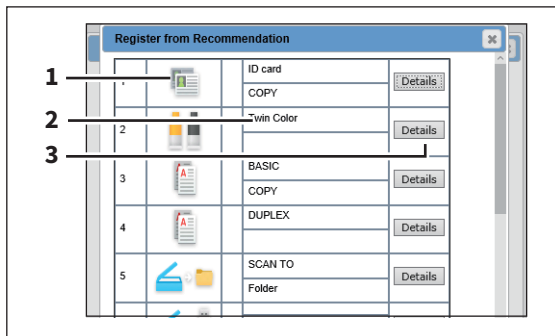 Register from Recommendation
1
ID card
Details
COPY
2
Twin Color
2
Details
3
BASIC
3
Details
COPY
DUPLEX
4
Details
SCAN TO
5
Details
Folder